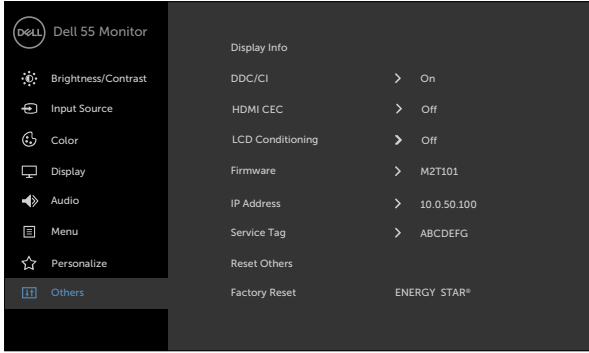 DELL Dell 55 Monitor
Display Info
Brightness/Contrast DDC/CI > On
Input Source HDMI CEC > Off
Color LCD Conditioning > Off
Display Firmware > M2T101
Audio IP Address > 10.0.50.100
Menu Service Tag > ABCDEFG
Personalize Reset Others
Others Factory Reset ENERGY STAR®